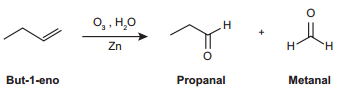 O₃ , H₂O
Zn
H
O
+
O
H H
But-1-eno Propanal Metanal